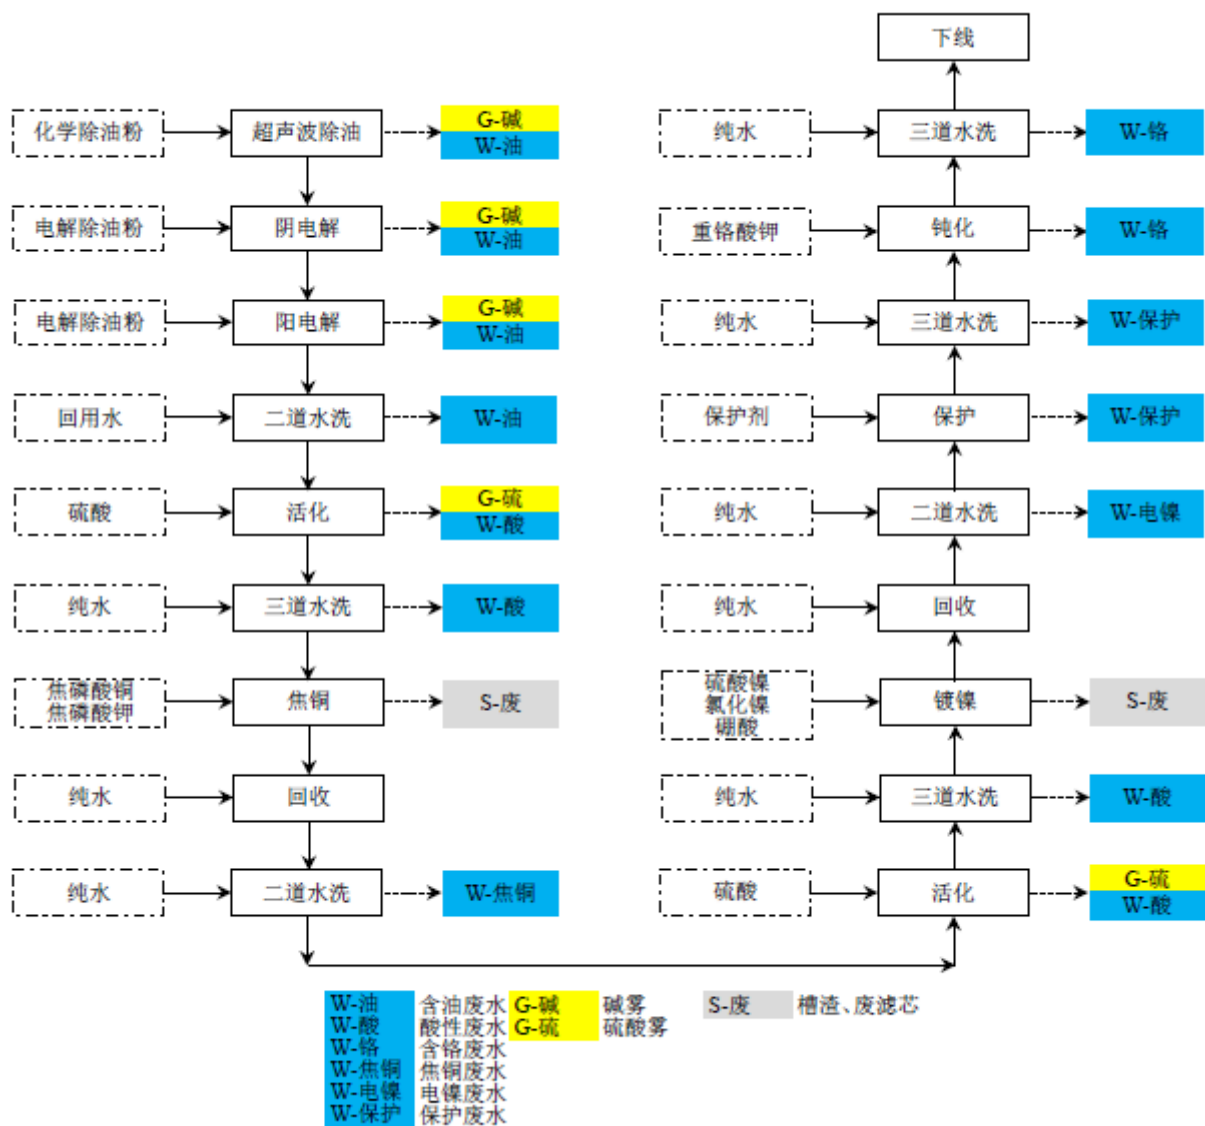 化学除油粉
超声波除油
G-碱
W-油
电解除油粉
阴电解
G-碱
W-油
电解除油粉
阳电解
G-碱
W-油
回用水
二道水洗
W-油
硫酸
活化
G-硫
W-酸
纯水
三道水洗
W-酸
焦磷酸铜
焦磷酸钾
焦铜
S-废
纯水
回收
纯水
二道水洗
W-焦铜
下线
纯水
三道水洗
W-铬
重铬酸钾
钝化
W-铬
纯水
三道水洗
W-保护
保护剂
保护
W-保护
纯水
二道水洗
W-电镍
纯水
回收
硫酸镍
氯化镍
硼酸
镀镍
S-废
纯水
三道水洗
W-酸
硫酸
活化
G-硫
W-酸
W-油 含油废水 G-碱 碱雾 S-废 槽渣、废滤芯
W-酸 酸性废水 G-硫 硫酸雾
W-铬 含铬废水
W-焦铜 焦铜废水
W-电镍 电镍废水
W-保护 保护废水